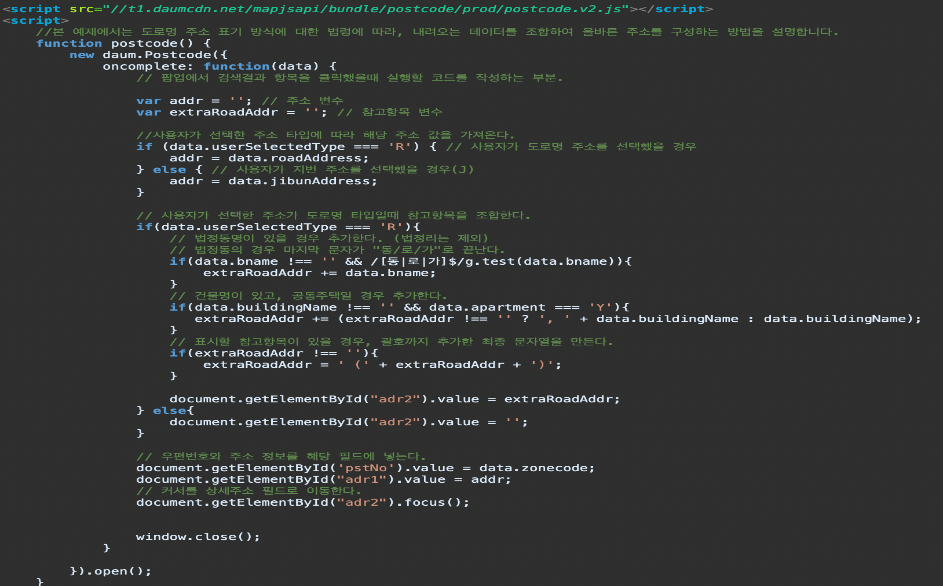 <script src="//t1.daumcdn.net/mapjsapi/bundle/postcode/prod/postcode.v2.js"></script>
<script>
//본 예제에서는 도로명 주소 표기 방식에 대한 법령에 따라, 내려오는 데이터를 조합하여 올바른 주소를 구성하는 방법을 설명합니다.
function postcode() {
new daum.Postcode({
oncomplete: function(data) {
// 팝업에서 검색결과 항목을 클릭했을때 실행할 코드를 작성하는 부분.
var addr = ''; // 주소 변수
var extraRoadAddr = ''; // 참고항목 변수
//사용자가 선택한 주소 타입에 따라 해당 주소 값을 가져온다.
if (data.userSelectedType === 'R') { // 사용자가 도로명 주소를 선택했을 경우
addr = data.roadAddress;
} else { // 사용자가 지번 주소를 선택했을 경우(J)
addr = data.jibunAddress;
}
// 사용자가 선택한 주소가 도로명 타입일때 참고항목을 조합한다.
if(data.userSelectedType === 'R'){
// 법정동명이 있을 경우 추가한다. (법정리는 제외)
// 법정동의 경우 마지막 문자가 "동/로/가"로 끝난다.
if(data.bname !== '' && /[동|로|가]$/g.test(data.bname)){
extraRoadAddr += data.bname;
}
// 건물명이 있고, 공동주택일 경우 추가한다.
if(data.buildingName !== '' && data.apartment === 'Y'){
extraRoadAddr += (extraRoadAddr !== '' ? ', ' + data.buildingName : data.buildingName);
}
// 표시할 참고항목이 있을 경우, 괄호까지 추가한 최종 문자열을 만든다.
if(extraRoadAddr !== ''){
extraRoadAddr = ' (' + extraRoadAddr + ')';
}
document.getElementById("adr2").value = extraRoadAddr;
} else{
document.getElementById("adr2").value = '';
}
// 우편번호와 주소 정보를 해당 필드에 넣는다.
document.getElementById('pstNo').value = data.zonecode;
document.getElementById("adr1").value = addr;
// 커서를 상세주소 필드로 이동한다.
document.getElementById("adr2").focus();
window.close();
}
}).open();
}